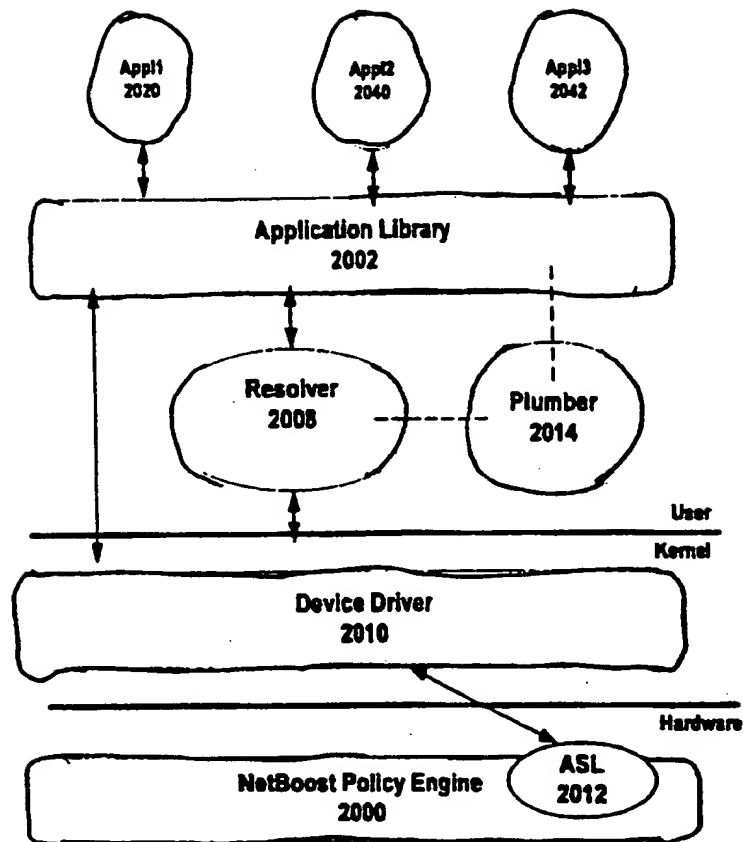 Appl1
2020
Appl2
2040
Appl3
2042
Application Library
2002
Resolver
2008
Plumber
2014
User
Kernel
Device Driver
2010
Hardware
ASL
2012
NetBoost Policy Engine
2000